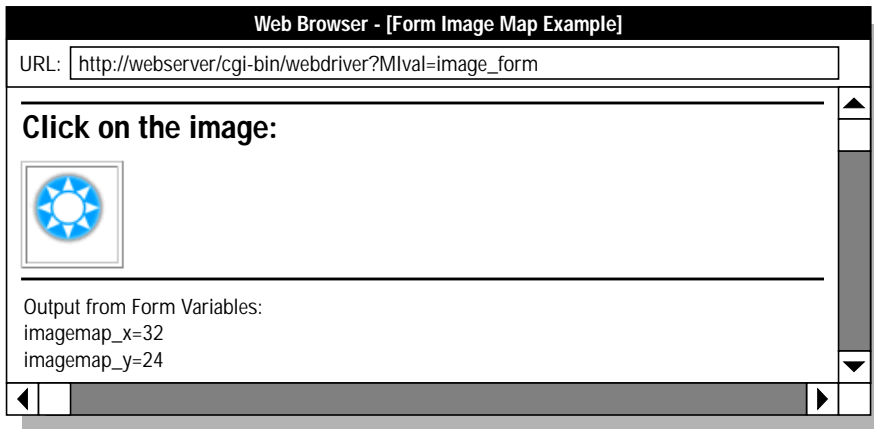 Web Browser - [Form Image Map Example]
URL: http://webserver/cgi-bin/webdriver?MIval=image_form
Click on the image:
Output from Form Variables:
imagemap_x=32
imagemap_y=24